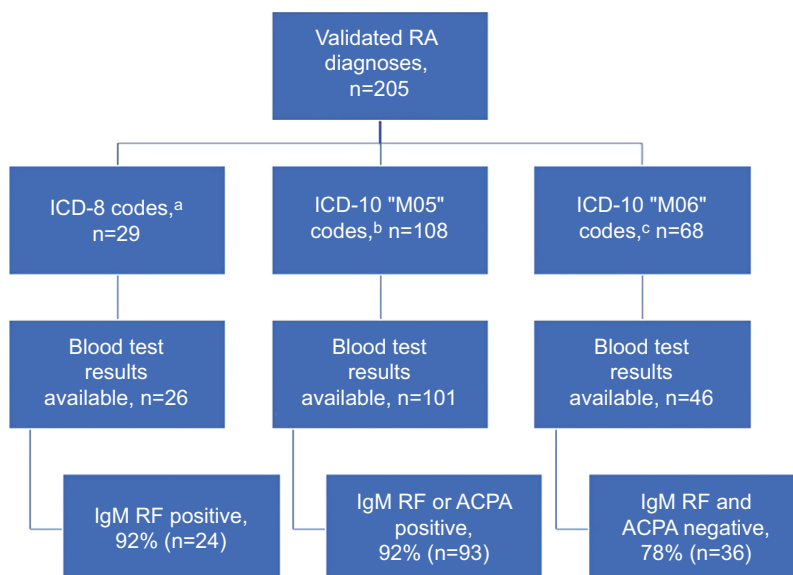 Validated RA
diagnoses,
n=205
ICD-8 codes,ᵃ
n=29
ICD-10 "M05"
codes,ᵇ n=108
ICD-10 "M06"
codes,ᶜ n=68
Blood test
results
available, n=26
Blood test
results
available, n=101
Blood test
results
available, n=46
IgM RF positive,
92% (n=24)
IgM RF or ACPA
positive,
92% (n=93)
IgM RF and
ACPA negative,
78% (n=36)